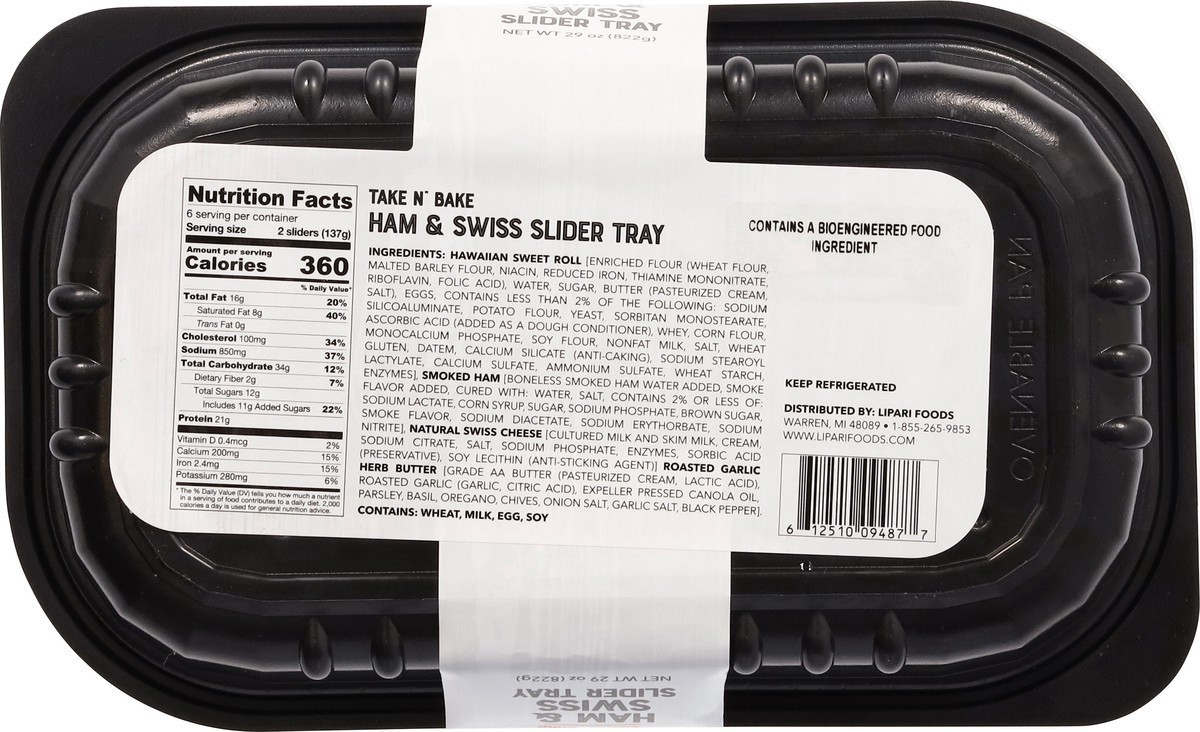 SWISS
SLIDER TRAY
NET WT 29 oz (822g)
Nutrition Facts
6 serving per container
Serving size 2 sliders (137g)
Amount per serving
Calories 360
% Daily Value*
Total Fat 16g 20%
Saturated Fat 8g 40%
Trans Fat 0g
Cholesterol 100mg 34%
Sodium 850mg 37%
Total Carbohydrate 34g 12%
Dietary Fiber 2g 7%
Total Sugars 12g
Includes 11g Added Sugars 22%
Protein 21g
Vitamin D 0.4mcg 2%
Calcium 200mg 15%
Iron 2.4mg 15%
Potassium 280mg 6%
*The % Daily Value (DV) tells you how much a nutrient
in a serving of food contributes to a daily diet. 2,000
calories a day is used for general nutrition advice.
TAKE N' BAKE
HAM & SWISS SLIDER TRAY
INGREDIENTS: HAWAIIAN SWEET ROLL [ENRICHED FLOUR (WHEAT FLOUR,
MALTED BARLEY FLOUR, NIACIN, REDUCED IRON, THIAMINE MONONITRATE,
RIBOFLAVIN, FOLIC ACID), WATER, SUGAR, BUTTER (PASTEURIZED CREAM,
SALT), EGGS, CONTAINS LESS THAN 2% OF THE FOLLOWING: SODIUM
SILICOALUMINATE, POTATO FLOUR, YEAST, SORBITAN MONOSTEARATE,
ASCORBIC ACID (ADDED AS A DOUGH CONDITIONER), WHEY, CORN FLOUR,
MONOCALCIUM PHOSPHATE, SOY FLOUR, NONFAT MILK, SALT, WHEAT
GLUTEN, DATEM, CALCIUM SILICATE (ANTI-CAKING), SODIUM STEAROYL
LACTYLATE, CALCIUM SULFATE, AMMONIUM SULFATE, WHEAT STARCH,
ENZYMES], SMOKED HAM [BONELESS SMOKED HAM WATER ADDED, SMOKE
FLAVOR ADDED, CURED WITH: WATER, SALT, CONTAINS 2% OR LESS OF:
SODIUM LACTATE, CORN SYRUP, SUGAR, SODIUM PHOSPHATE, BROWN SUGAR,
SMOKE FLAVOR, SODIUM DIACETATE, SODIUM ERYTHORBATE, SODIUM
NITRITE], NATURAL SWISS CHEESE [CULTURED MILK AND SKIM MILK, CREAM,
SODIUM CITRATE, SALT, SODIUM PHOSPHATE, ENZYMES, SORBIC ACID
(PRESERVATIVE), SOY LECITHIN (ANTI-STICKING AGENT)] ROASTED GARLIC
HERB BUTTER [GRADE AA BUTTER (PASTEURIZED CREAM, LACTIC ACID),
ROASTED GARLIC (GARLIC, CITRIC ACID), EXPELLER PRESSED CANOLA OIL,
PARSLEY, BASIL, OREGANO, CHIVES, ONION SALT, GARLIC SALT, BLACK PEPPER].
CONTAINS: WHEAT, MILK, EGG, SOY
CONTAINS A BIOENGINEERED FOOD
INGREDIENT
KEEP REFRIGERATED
DISTRIBUTED BY: LIPARI FOODS
WARREN, MI 48089 • 1-855-265-9853
WWW.LIPARIFOODS.COM
6 12510 09487 7
OVENABLE PAN
HAM &
SWISS
SLIDER TRAY
NET WT 29 oz (822g)